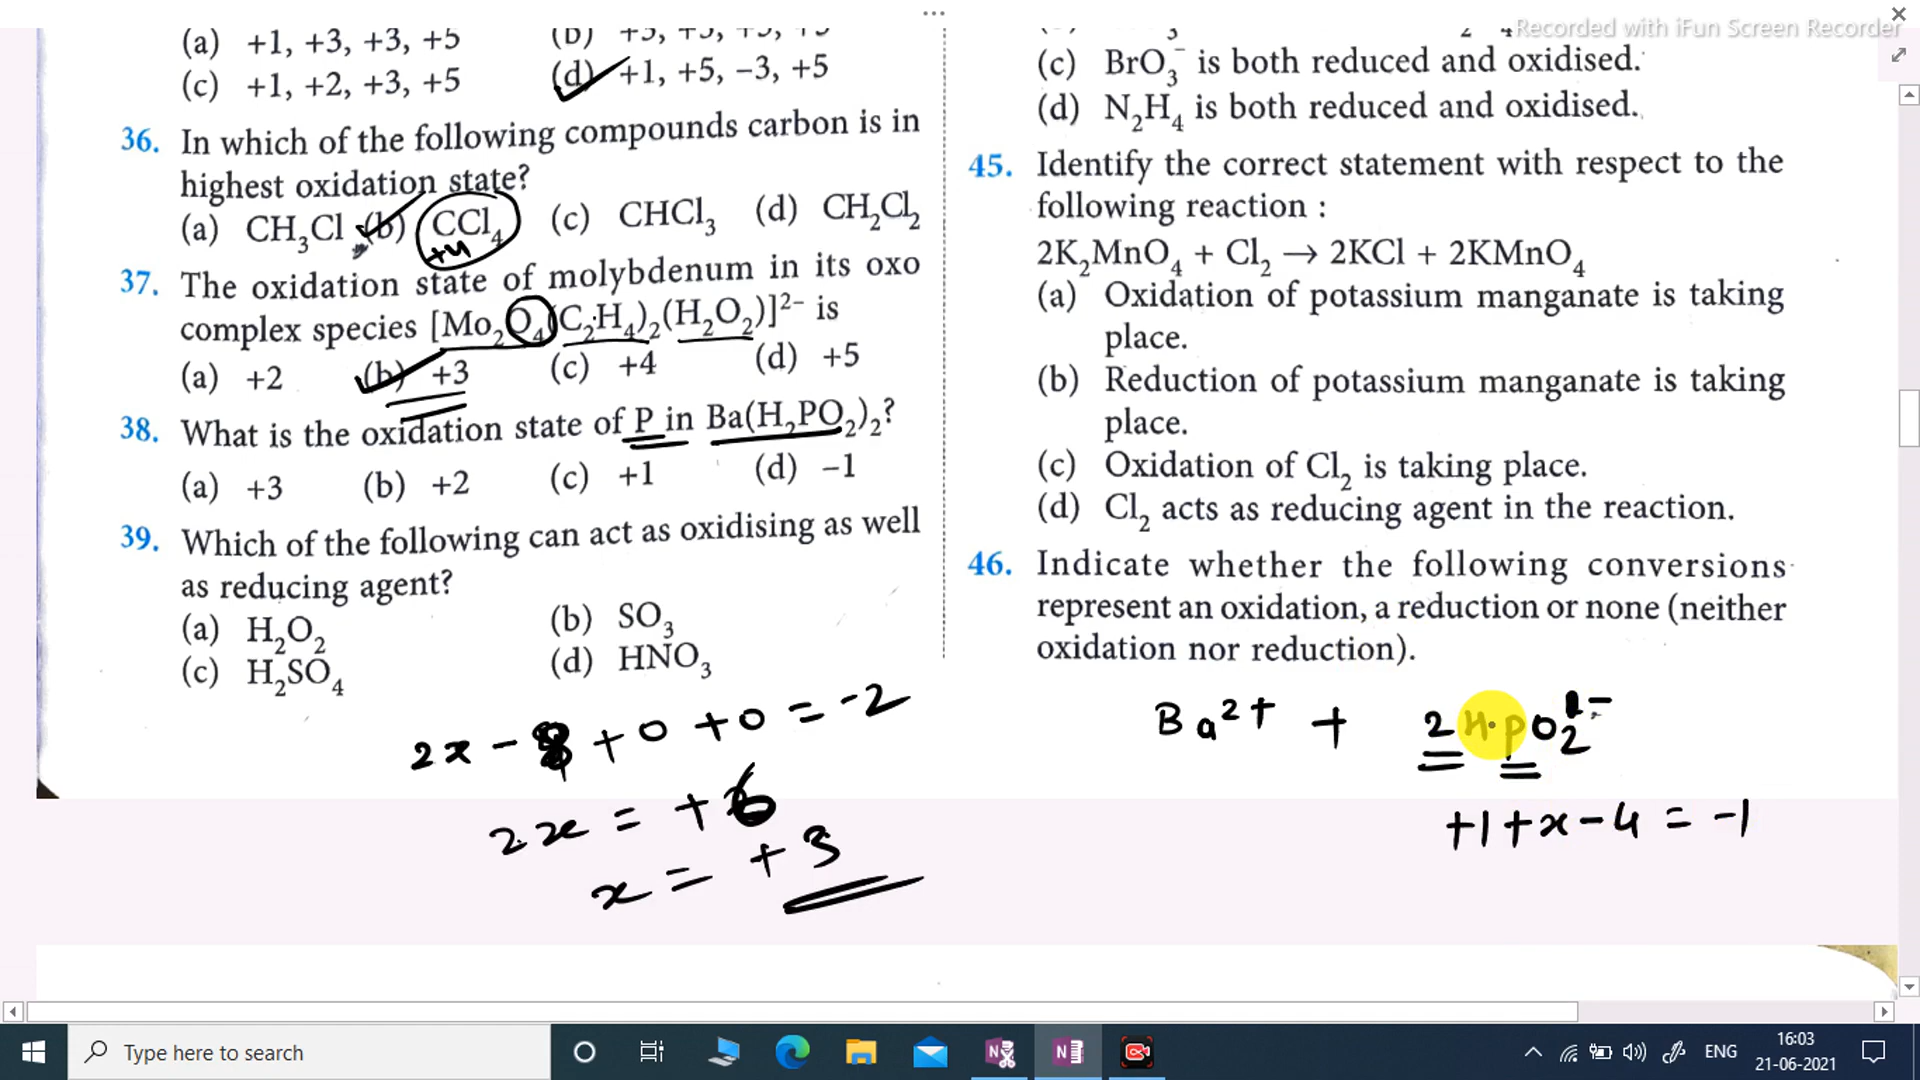 Recorded with iFun Screen Recorder
(a) +1, +3, +3, +5
(c) +1, +2, +3, +5
(d) +1, +5, –3, +5
36. In which of the following compounds carbon is in
highest oxidation state?
(a) CH₃Cl (b) CCl₄ (c) CHCl₃ (d) CH₂Cl₂
+4
37. The oxidation state of molybdenum in its oxo
complex species [Mo₂O₄(C₂H₄)₂(H₂O₂)]²⁻ is
(a) +2 (b) +3 (c) +4 (d) +5
38. What is the oxidation state of P in Ba(H₂PO₂)₂?
(a) +3 (b) +2 (c) +1 (d) –1
39. Which of the following can act as oxidising as well
as reducing agent?
(a) H₂O₂ (b) SO₃
(c) H₂SO₄ (d) HNO₃
2x - 8 + 0 + 0 = -2
2x = +6
x = +3
(c) BrO₃⁻ is both reduced and oxidised.
(d) N₂H₄ is both reduced and oxidised.
45. Identify the correct statement with respect to the
following reaction :
2K₂MnO₄ + Cl₂ → 2KCl + 2KMnO₄
(a) Oxidation of potassium manganate is taking
place.
(b) Reduction of potassium manganate is taking
place.
(c) Oxidation of Cl₂ is taking place.
(d) Cl₂ acts as reducing agent in the reaction.
46. Indicate whether the following conversions
represent an oxidation, a reduction or none (neither
oxidation nor reduction).
Ba²⁺ + 2H·PO₂¹⁻
+1 + x - 4 = -1
Type here to search
ENG
16:03
21-06-2021